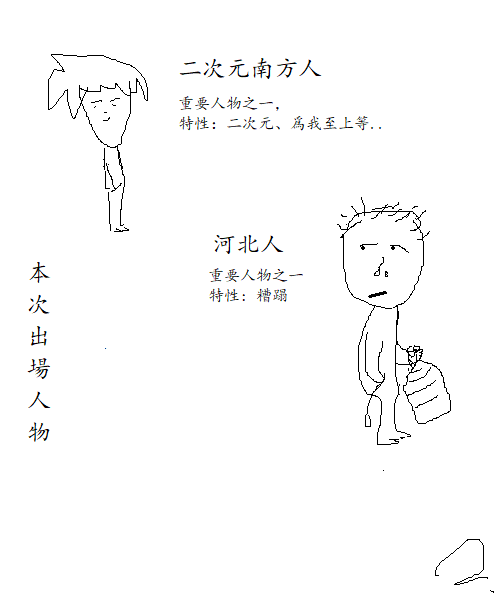 二次元南方人
重要人物之一，
特性：二次元、爲我至上等..
河北人
重要人物之一
特性：糟蹋
本次出場人物